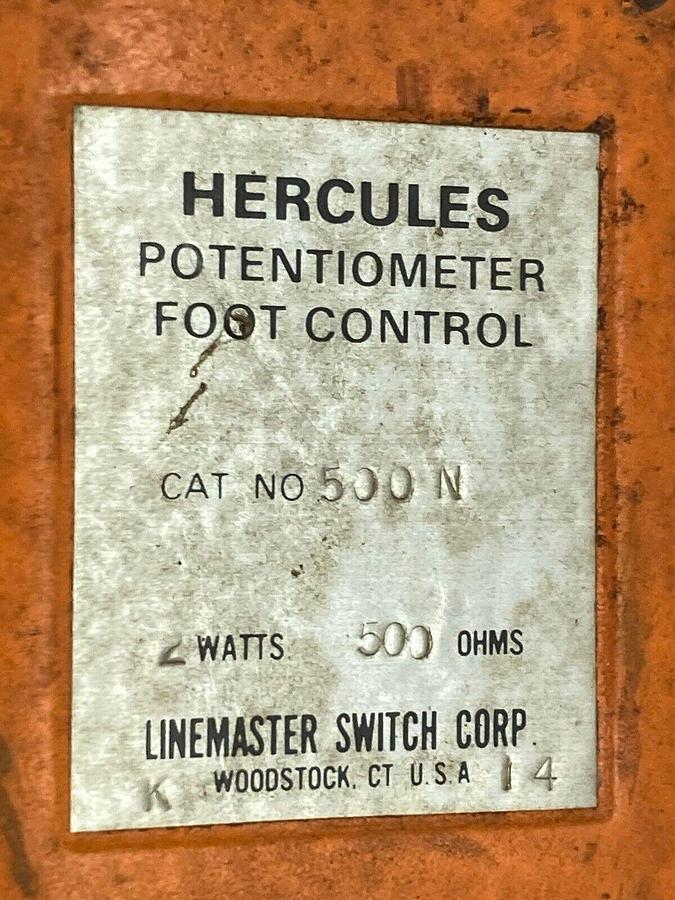 HERCULES
POTENTIOMETER
FOOT CONTROL
CAT NO 500 N
2 WATTS 500 OHMS
LINEMASTER SWITCH CORP.
K WOODSTOCK, CT U.S.A 14